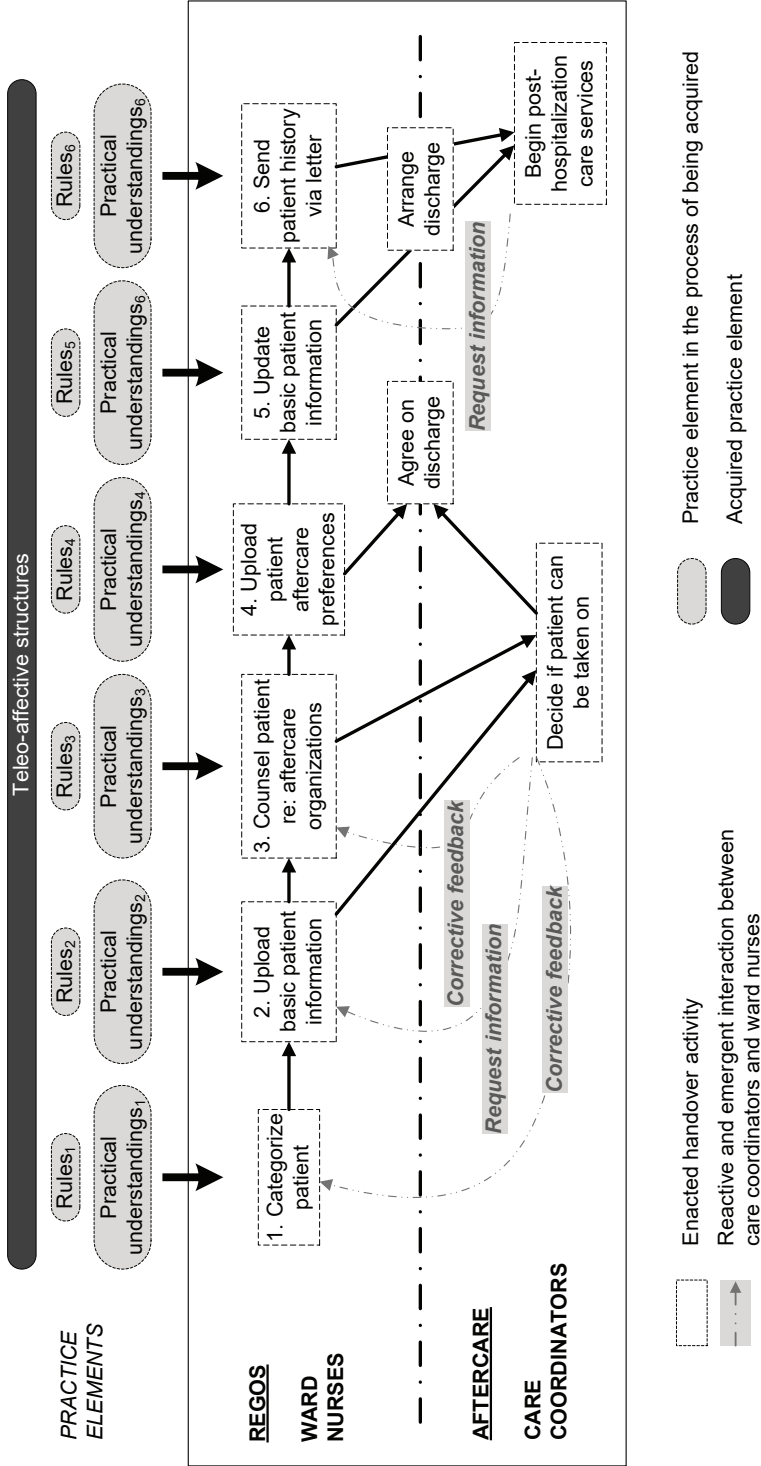 Teleo-affective structures
PRACTICE
ELEMENTS
Rules1
Rules2
Rules3
Rules4
Rules5
Rules6
Practical
understandings1
Practical
understandings2
Practical
understandings3
Practical
understandings4
Practical
understandings6
Practical
understandings6
REGOS
WARD
NURSES
1. Categorize
patient
2. Upload
basic patient
information
3. Counsel patient
re: aftercare
organizations
4. Upload
patient
aftercare
preferences
5. Update
basic patient
information
6. Send
patient history
via letter
Agree on
discharge
Arrange
discharge
AFTERCARE
CARE
COORDINATORS
Corrective feedback
Request information
Corrective feedback
Request information
Decide if patient can
be taken on
Begin post-
hospitalization
care services
Enacted handover activity
Reactive and emergent interaction between
care coordinators and ward nurses
Practice element in the process of being acquired
Acquired practice element